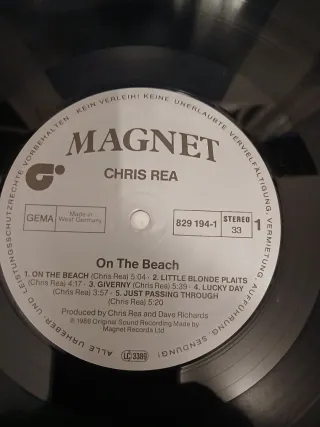 ALLE URHEBER- UND LEISTUNGSSCHUTZRECHTE VORBEHALTEN. KEIN VERLEIH! KEINE UNERLAUBTE VERVIELFÄLTIGUNG, VERMIETUNG, AUFFÜHRUNG, SENDUNG!
MAGNET
CHRIS REA
GEMA
Made in
West Germany
829 194-1
STEREO
33
1
On The Beach
1. ON THE BEACH (Chris Rea) 5:04 · 2. LITTLE BLONDE PLAITS
(Chris Rea) 4:17 · 3. GIVERNY (Chris Rea) 5:39 · 4. LUCKY DAY
(Chris Rea) 3:57 · 5. JUST PASSING THROUGH
(Chris Rea) 5:20
Produced by Chris Rea and Dave Richards
℗ 1986 Original Sound Recording Made by
Magnet Records Ltd
LC 3386